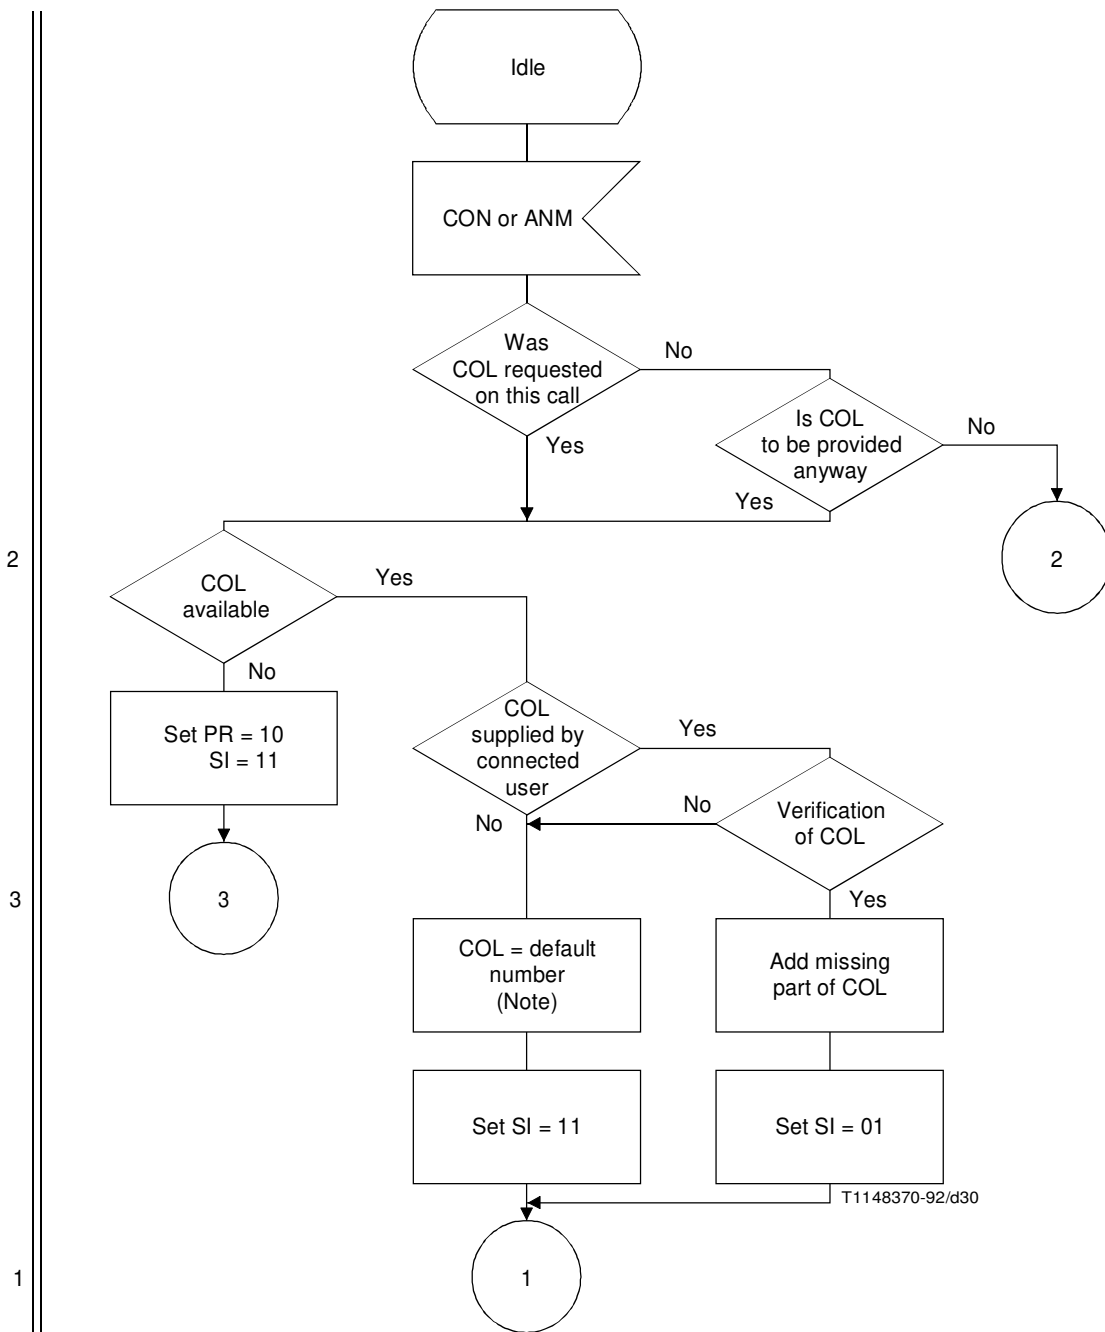 Idle
CON or ANM
Was
COL requested
on this call
No
Yes
Is COL
to be provided
anyway
No
Yes
2
2
COL
available
Yes
No
Set PR = 10
SI = 11
COL
supplied by
connected
user
Yes
No
No
Verification
of COL
Yes
3
3
COL = default
number
(Note)
Add missing
part of COL
Set SI = 11
Set SI = 01
T1148370-92/d30
1
1